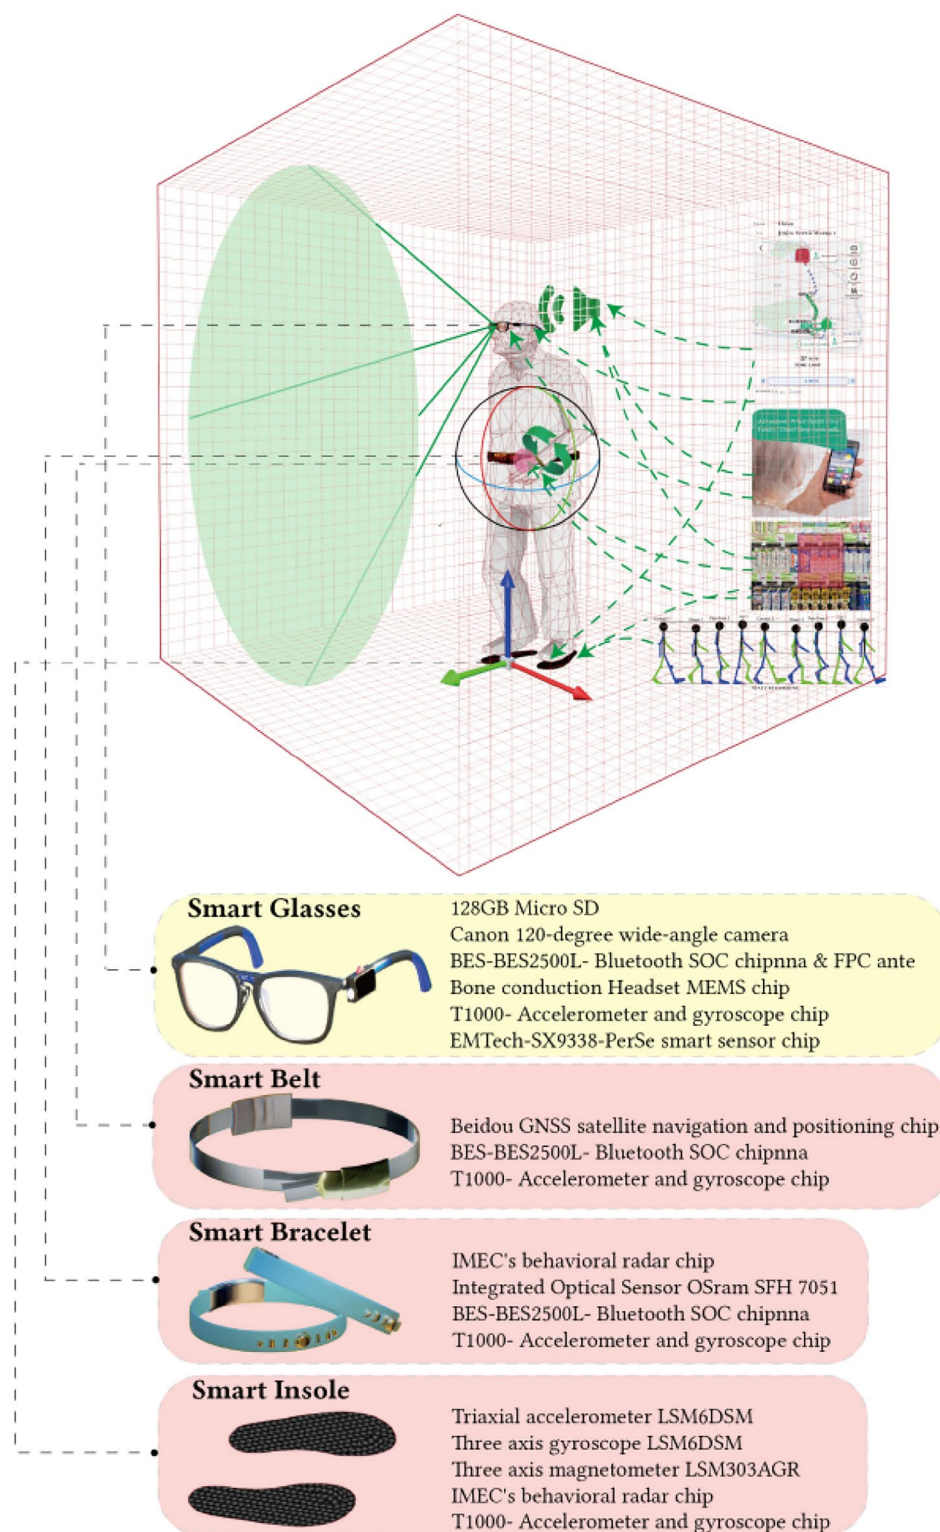 Smart Glasses
128GB Micro SD
Canon 120-degree wide-angle camera
BES-BES2500L- Bluetooth SOC chipnna & FPC ante
Bone conduction Headset MEMS chip
T1000- Accelerometer and gyroscope chip
EMTech-SX9338-PerSe smart sensor chip
Smart Belt
Beidou GNSS satellite navigation and positioning chip
BES-BES2500L- Bluetooth SOC chipnna
T1000- Accelerometer and gyroscope chip
Smart Bracelet
IMEC's behavioral radar chip
Integrated Optical Sensor OSram SFH 7051
BES-BES2500L- Bluetooth SOC chipnna
T1000- Accelerometer and gyroscope chip
Smart Insole
Triaxial accelerometer LSM6DSM
Three axis gyroscope LSM6DSM
Three axis magnetometer LSM303AGR
IMEC's behavioral radar chip
T1000- Accelerometer and gyroscope chip